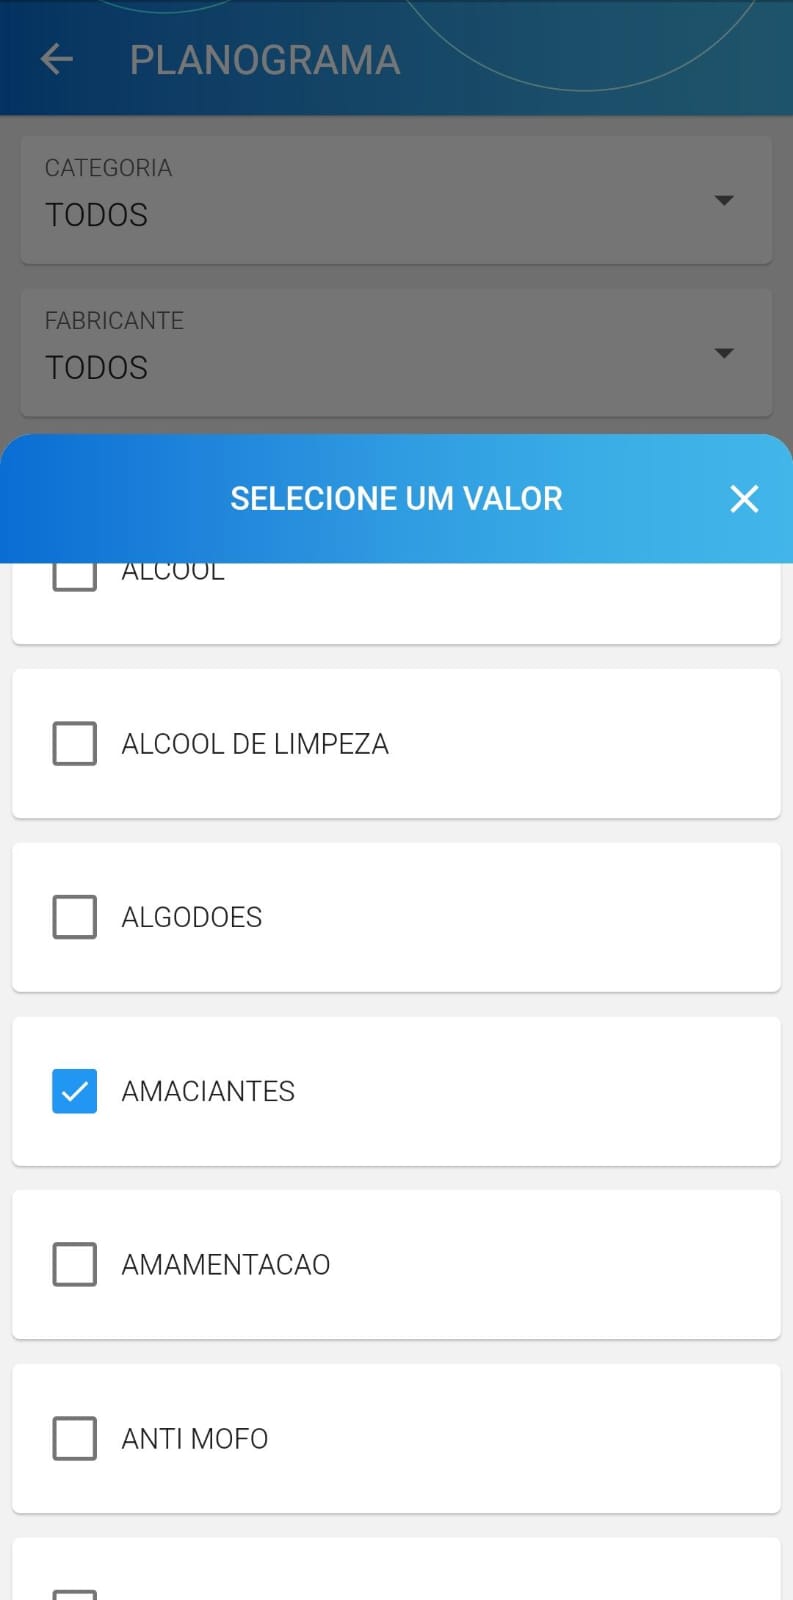 PLANOGRAMA
CATEGORIA
TODOS
FABRICANTE
TODOS
SELECIONE UM VALOR
ALCOOL
ALCOOL DE LIMPEZA
ALGODOES
AMACIANTES
AMAMENTACAO
ANTI MOFO